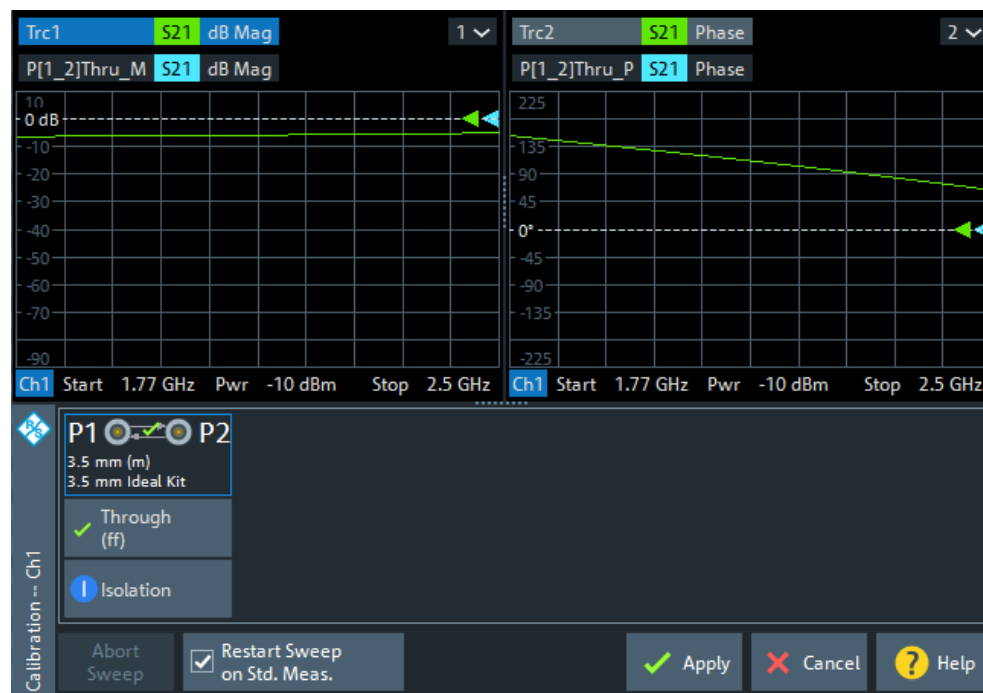 Trc1 S21 dB Mag 1
P[1_2]Thru_M S21 dB Mag
10
0 dB
-10
-20
-30
-40
-50
-60
-70
-90
Ch1 Start 1.77 GHz Pwr -10 dBm Stop 2.5 GHz
Trc2 S21 Phase 2
P[1_2]Thru_P S21 Phase
225
135
90
45
0°
-45
-90
-135
-225
Ch1 Start 1.77 GHz Pwr -10 dBm Stop 2.5 GHz
R&S
Calibration -- Ch1
P1 P2
3.5 mm (m)
3.5 mm Ideal Kit
Through
(ff)
Isolation
Abort
Sweep
Restart Sweep
on Std. Meas.
Apply
Cancel
? Help